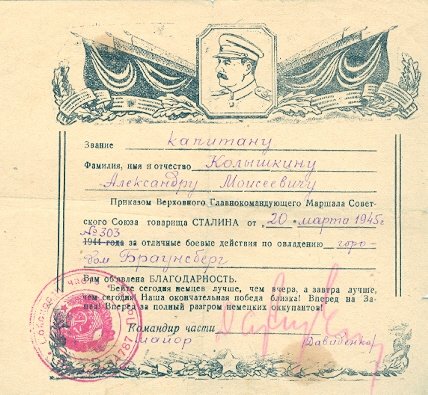 Звание капитану
Фамилия, имя и отчество Колышкину
Александру Моисеевичу
Приказом Верховного Главнокомандующего Маршала Совет-
ского Союза товарища СТАЛИНА от „20“ марта 1945г
№303
1944 года за отличные боевые действия по овладению горо-
дом Браунсберг
Вам объявлена БЛАГОДАРНОСТЬ.
"Бейте сегодня немцев лучше, чем вчера, а завтра лучше,
чем сегодня! Наша окончательная победа близка! Вперед на За-
пад! Вперед за полный разгром немецких оккупантов!
Командир части
майор (Давиденко)